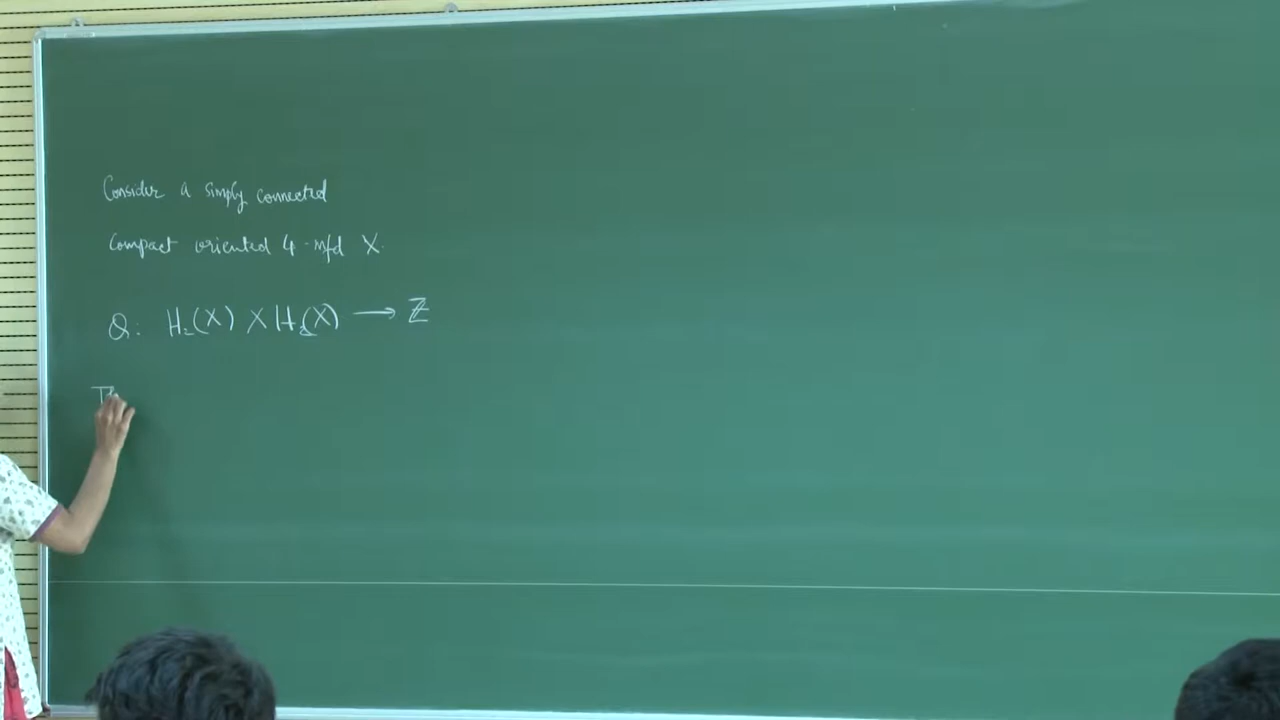 Consider a simply connected
Compact oriented 4-mfd X.
Q: H₂(X) X H₂(X) → ℤ
Th